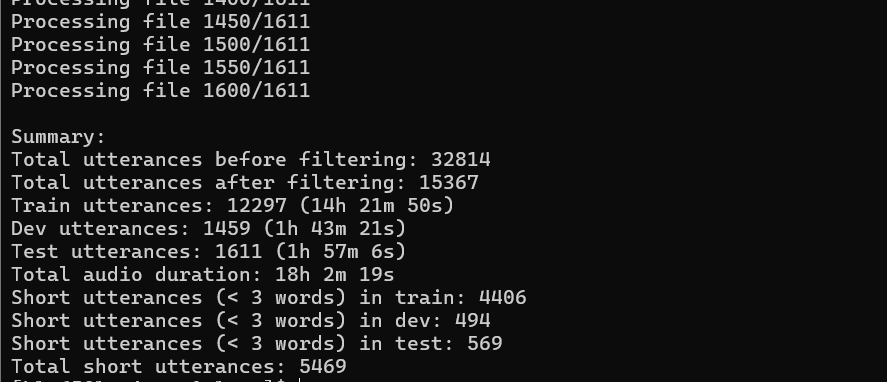 Processing file 1400/1611
Processing file 1450/1611
Processing file 1500/1611
Processing file 1550/1611
Processing file 1600/1611
Summary:
Total utterances before filtering: 32814
Total utterances after filtering: 15367
Train utterances: 12297 (14h 21m 50s)
Dev utterances: 1459 (1h 43m 21s)
Test utterances: 1611 (1h 57m 6s)
Total audio duration: 18h 2m 19s
Short utterances (< 3 words) in train: 4406
Short utterances (< 3 words) in dev: 494
Short utterances (< 3 words) in test: 569
Total short utterances: 5469